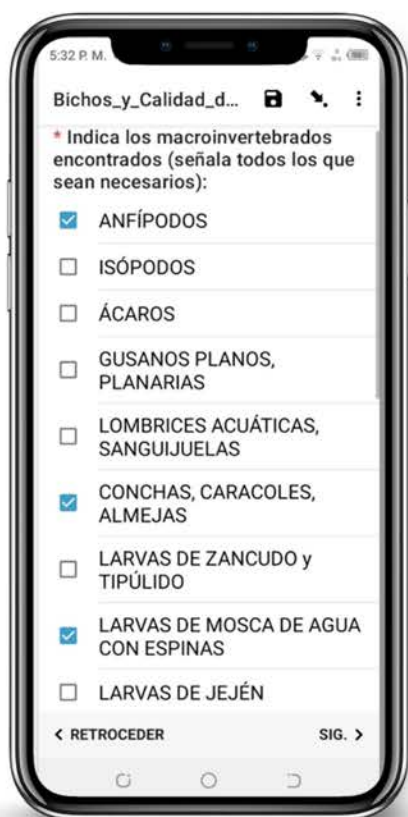 5:32 P. M.
Bichos_y_Calidad_d...
* Indica los macroinvertebrados
encontrados (señala todos los que
sean necesarios):
ANFÍPODOS
ISÓPODOS
ÁCAROS
GUSANOS PLANOS,
PLANARIAS
LOMBRICES ACUÁTICAS,
SANGUIJUELAS
CONCHAS, CARACOLES,
ALMEJAS
LARVAS DE ZANCUDO y
TIPÚLIDO
LARVAS DE MOSCA DE AGUA
CON ESPINAS
LARVAS DE JEJÉN
< RETROCEDER SIG. >